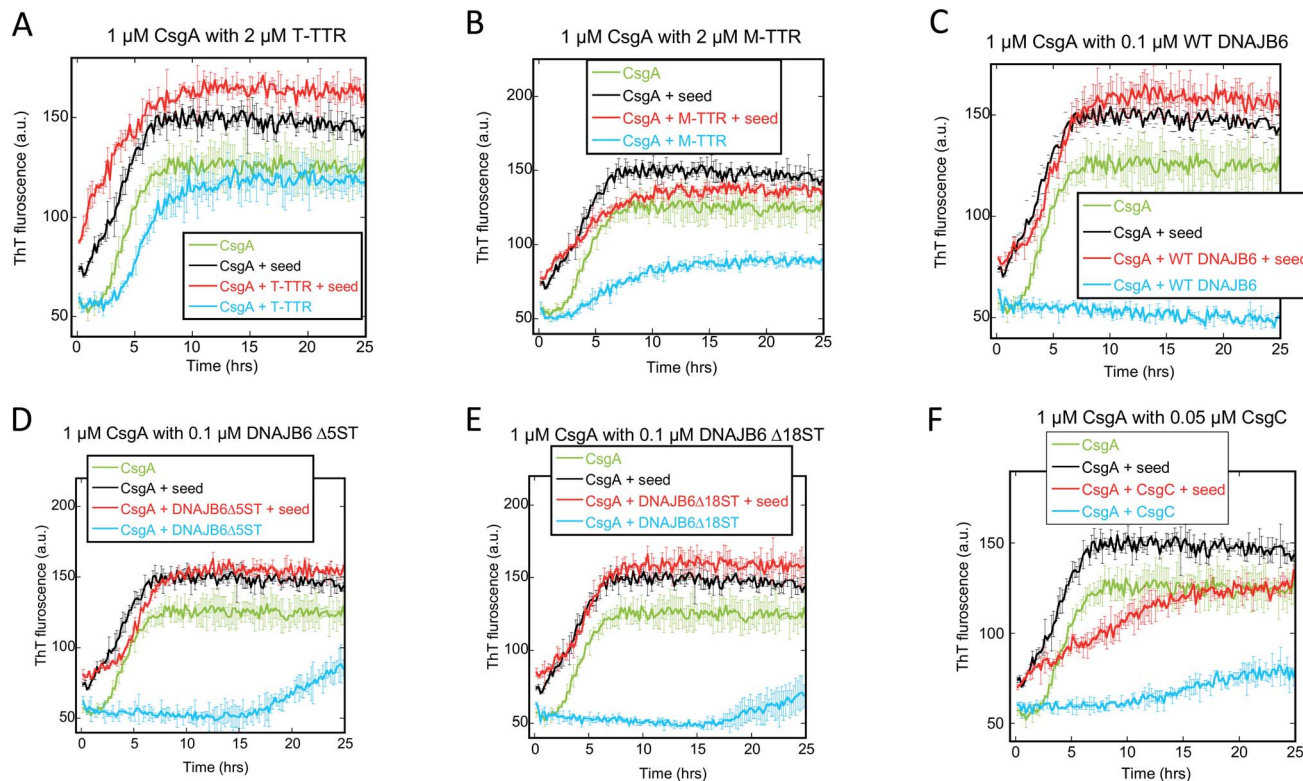 A
1 µM CsgA with 2 µM T-TTR
ThT fluroscence (a.u.)
150
100
50
CsgA
CsgA + seed
CsgA + T-TTR + seed
CsgA + T-TTR
0
5
10
15
20
25
Time (hrs)
B
1 µM CsgA with 2 µM M-TTR
ThT fluroscence (a.u.)
200
150
100
50
CsgA
CsgA + seed
CsgA + M-TTR + seed
CsgA + M-TTR
0
5
10
15
20
25
Time (hrs)
C
1 µM CsgA with 0.1 µM WT DNAJB6
ThT fluroscence (a.u.)
150
100
50
CsgA
CsgA + seed
CsgA + WT DNAJB6 + seed
CsgA + WT DNAJB6
0
5
10
15
20
25
Time (hrs)
D
1 µM CsgA with 0.1 µM DNAJB6 Δ5ST
CsgA
CsgA + seed
CsgA + DNAJB6Δ5ST + seed
CsgA + DNAJB6Δ5ST
ThT fluroscence (a.u.)
200
150
100
50
0
5
10
15
20
25
Time (hrs)
E
1 µM CsgA with 0.1 µM DNAJB6 Δ18ST
CsgA
CsgA + seed
CsgA + DNAJB6Δ18ST + seed
CsgA + DNAJB6Δ18ST
ThT fluroscence (a.u.)
200
150
100
50
0
5
10
15
20
25
Time (hrs)
F
1 µM CsgA with 0.05 µM CsgC
CsgA
CsgA + seed
CsgA + CsgC + seed
CsgA + CsgC
ThT fluroscence (a.u.)
150
100
50
0
5
10
15
20
25
Time (hrs)